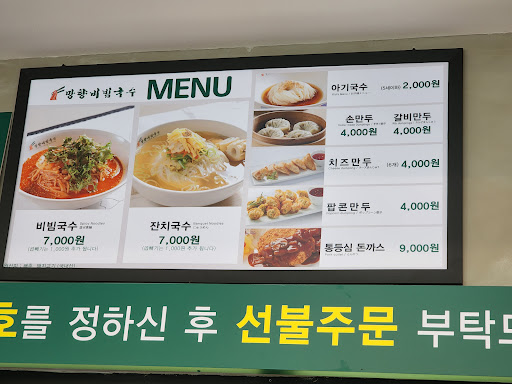 망향비빔국수 MENU
비빔국수
7,000원
잔치국수
7,000원
아기국수 2,000원
손만두
4,000원
갈비만두
4,000원
치즈만두 4,000원
팝콘만두 4,000원
통등심 돈까스 9,000원
호를 정하신 후 선불주문 부탁드